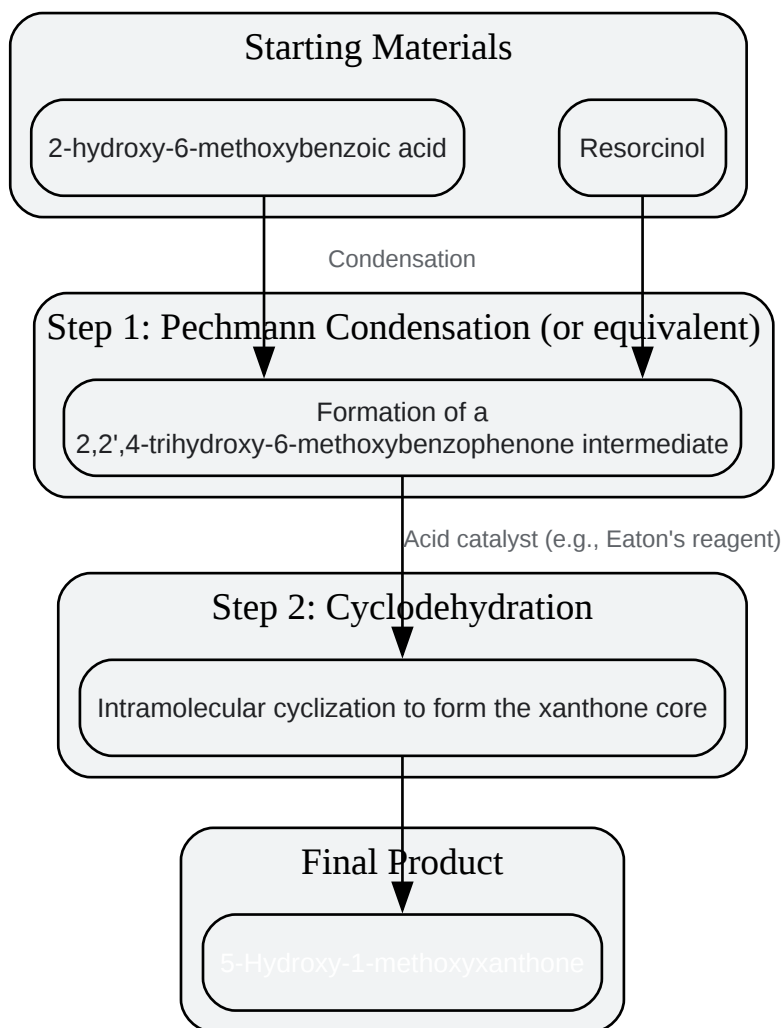 Starting Materials
2-hydroxy-6-methoxybenzoic acid
Resorcinol
Condensation
Step 1: Pechmann Condensation (or equivalent)
Formation of a
2,2',4-trihydroxy-6-methoxybenzophenone intermediate
Acid catalyst (e.g., Eaton's reagent)
Step 2: Cyclodehydration
Intramolecular cyclization to form the xanthone core
Final Product
5-Hydroxy-1-methoxyxanthone